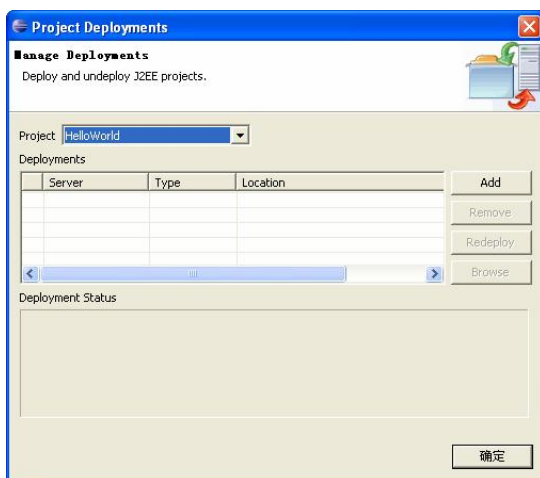 Project Deployments
Manage Deployments
Deploy and undeploy J2EE projects.
Project HelloWorld
Deployments
Server Type Location
Add
Remove
Redeploy
Browse
Deployment Status
确定